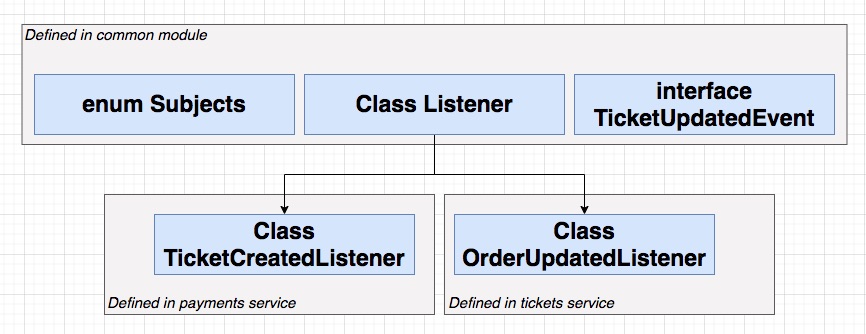 Defined in common module
enum Subjects
Class Listener
interface
TicketUpdatedEvent
Class
TicketCreatedListener
Defined in payments service
Class
OrderUpdatedListener
Defined in tickets service